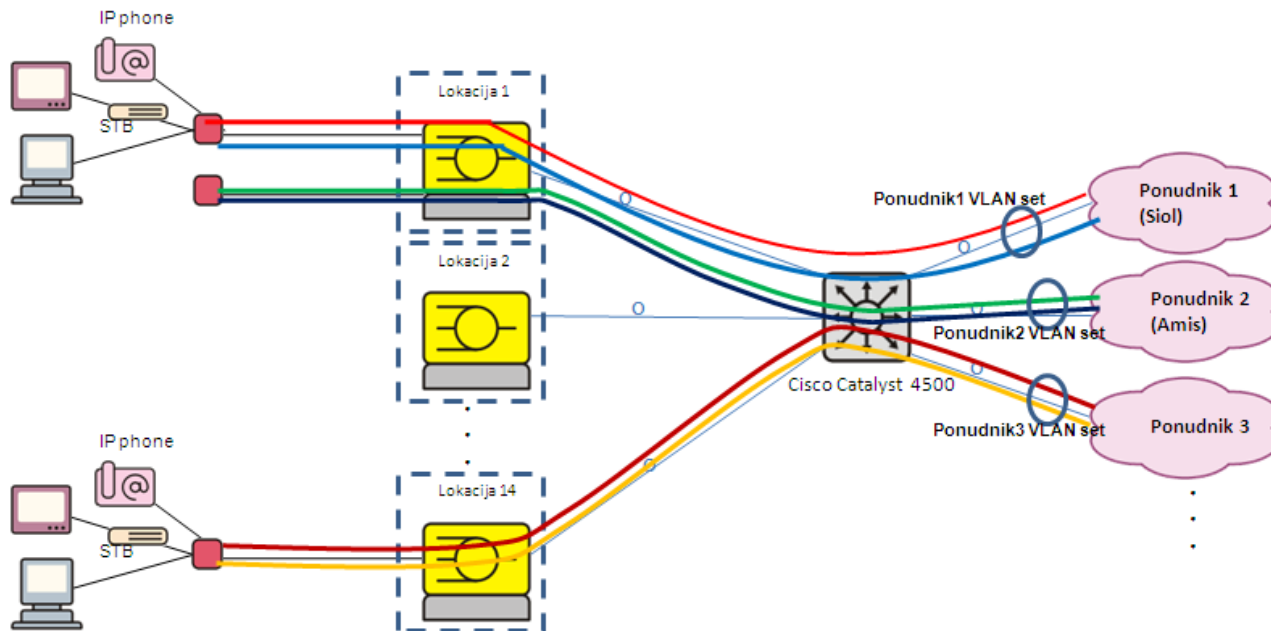 IP phone
STB
Lokacija 1
Lokacija 2
Ponudnik1 VLAN set
Ponudnik 1
(Siol)
Ponudnik 2
(Amis)
Ponudnik2 VLAN set
Cisco Catalyst 4500
Ponudnik3 VLAN set
Ponudnik 3
IP phone
STB
Lokacija 14
@
@